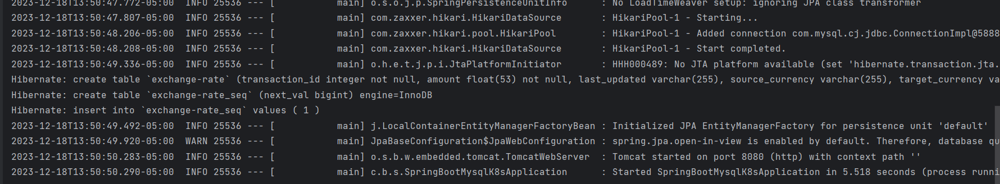 2023-12-18T13:50:47.772-05:00  INFO 25536 --- [           main] o.s.o.j.p.SpringPersistenceUnitInfo      : No LoadTimeWeaver setup: ignoring JPA class transformer
2023-12-18T13:50:47.807-05:00  INFO 25536 --- [           main] com.zaxxer.hikari.HikariDataSource       : HikariPool-1 - Starting...
2023-12-18T13:50:48.206-05:00  INFO 25536 --- [           main] com.zaxxer.hikari.pool.HikariPool        : HikariPool-1 - Added connection com.mysql.cj.jdbc.ConnectionImpl@5888
2023-12-18T13:50:48.208-05:00  INFO 25536 --- [           main] com.zaxxer.hikari.HikariDataSource       : HikariPool-1 - Start completed.
2023-12-18T13:50:49.336-05:00  INFO 25536 --- [           main] o.h.e.t.j.p.i.JtaPlatformInitiator       : HHH000489: No JTA platform available (set 'hibernate.transaction.jta.
Hibernate: create table `exchange-rate` (transaction_id integer not null, amount float(53) not null, last_updated varchar(255), source_currency varchar(255), target_currency va
Hibernate: create table `exchange-rate_seq` (next_val bigint) engine=InnoDB
Hibernate: insert into `exchange-rate_seq` values ( 1 )
2023-12-18T13:50:49.492-05:00  INFO 25536 --- [           main] j.LocalContainerEntityManagerFactoryBean : Initialized JPA EntityManagerFactory for persistence unit 'default'
2023-12-18T13:50:49.920-05:00  WARN 25536 --- [           main] JpaBaseConfiguration$JpaWebConfiguration : spring.jpa.open-in-view is enabled by default. Therefore, database qu
2023-12-18T13:50:50.283-05:00  INFO 25536 --- [           main] o.s.b.w.embedded.tomcat.TomcatWebServer  : Tomcat started on port 8080 (http) with context path ''
2023-12-18T13:50:50.290-05:00  INFO 25536 --- [           main] c.b.s.SpringBootMysqlK8sApplication      : Started SpringBootMysqlK8sApplication in 5.518 seconds (process runni